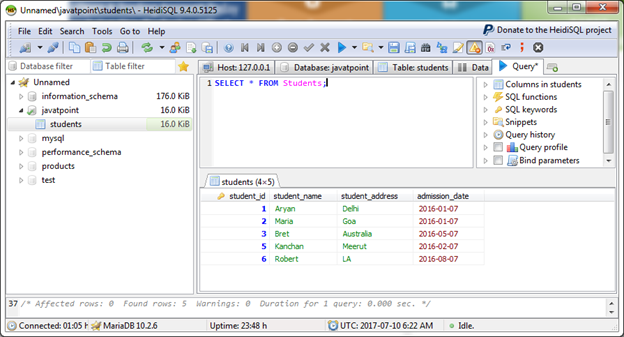 Unnamed\javatpoint\students\ - HeidiSQL 9.4.0.5125
File Edit Search Tools Go to Help
Donate to the HeidiSQL project
Database filter Table filter
Host: 127.0.0.1 Database: javatpoint Table: students Data Query*
Unnamed
information_schema 176.0 KiB
javatpoint 16.0 KiB
students 16.0 KiB
mysql
performance_schema
products
test
1 SELECT * FROM Students;
Columns in students
SQL functions
SQL keywords
Snippets
Query history
Query profile
Bind parameters
students (4×5)
student_id student_name student_address admission_date
1 Aryan Delhi 2016-01-07
2 Maria Goa 2016-01-07
3 Bret Australia 2016-05-07
5 Kanchan Meerut 2016-02-07
6 Robert LA 2016-08-07
37 /* Affected rows: 0 Found rows: 5 Warnings: 0 Duration for 1 query: 0.000 sec. */
Connected: 01:05 h MariaDB 10.2.6 Uptime: 23:48 h UTC: 2017-07-10 6:22 AM Idle.